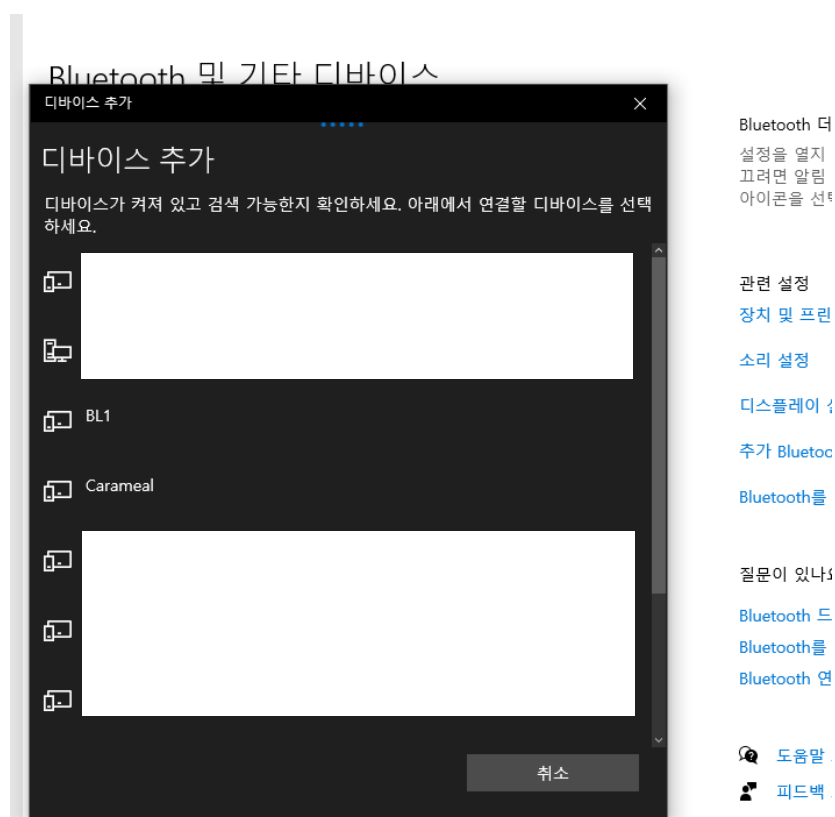 Bluetooth 및 기타 디바이스
디바이스 추가
디바이스 추가
디바이스가 켜져 있고 검색 가능한지 확인하세요. 아래에서 연결할 디바이스를 선택
하세요.
BL1
Carameal
취소
Bluetooth 더
설정을 열지
끄려면 알림
아이콘을 선택
관련 설정
장치 및 프린
소리 설정
디스플레이
추가 Bluetoo
Bluetooth를
질문이 있나요
Bluetooth 드
Bluetooth를
Bluetooth 연
도움말
피드백